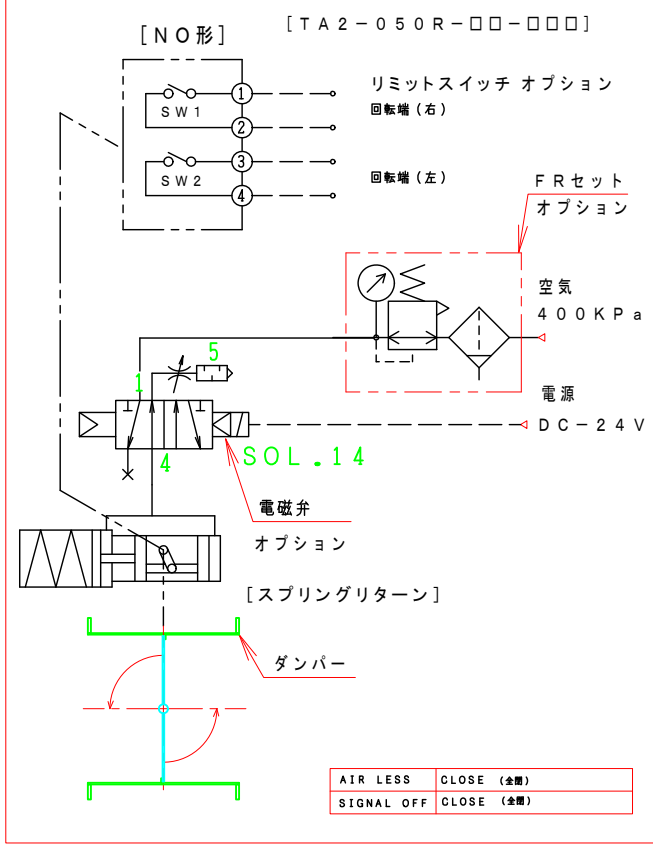 [TA2-050R-□□-□□□]
[NO形]
リミットスイッチ オプション
回転端(右)
回転端(左)
1
SW1
2
3
SW2
4
FRセット
オプション
空気
400KPa
電源
DC-24V
5
1
4
SOL.14
電磁弁
オプション
[スプリングリターン]
ダンパー
AIR LESS CLOSE (全閉)
SIGNAL OFF CLOSE (全閉)